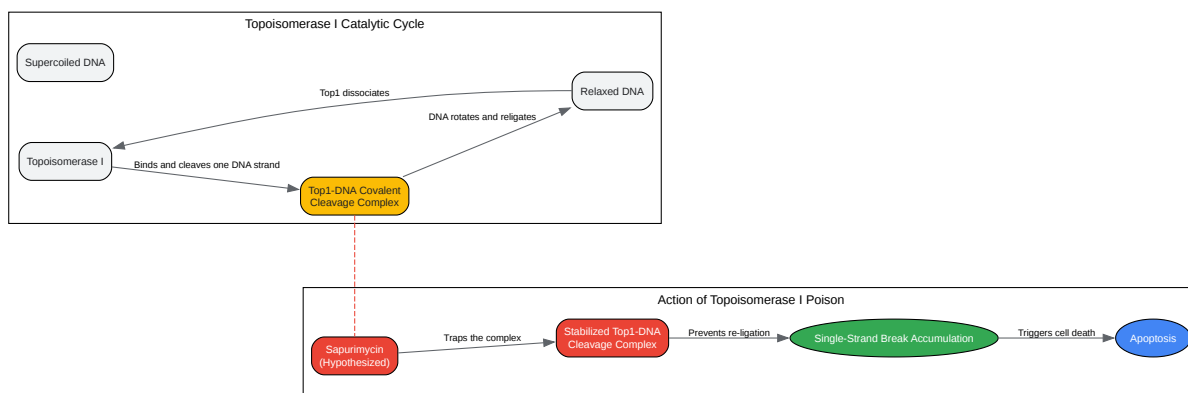 Topoisomerase I Catalytic Cycle
Supercoiled DNA
Relaxed DNA
Top1 dissociates
DNA rotates and religates
Topoisomerase I
Binds and cleaves one DNA strand
Top1-DNA Covalent
Cleavage Complex
Action of Topoisomerase I Poison
Sapurimycin
(Hypothesized)
Traps the complex
Stabilized Top1-DNA
Cleavage Complex
Prevents re-ligation
Single-Strand Break Accumulation
Triggers cell death
Apoptosis